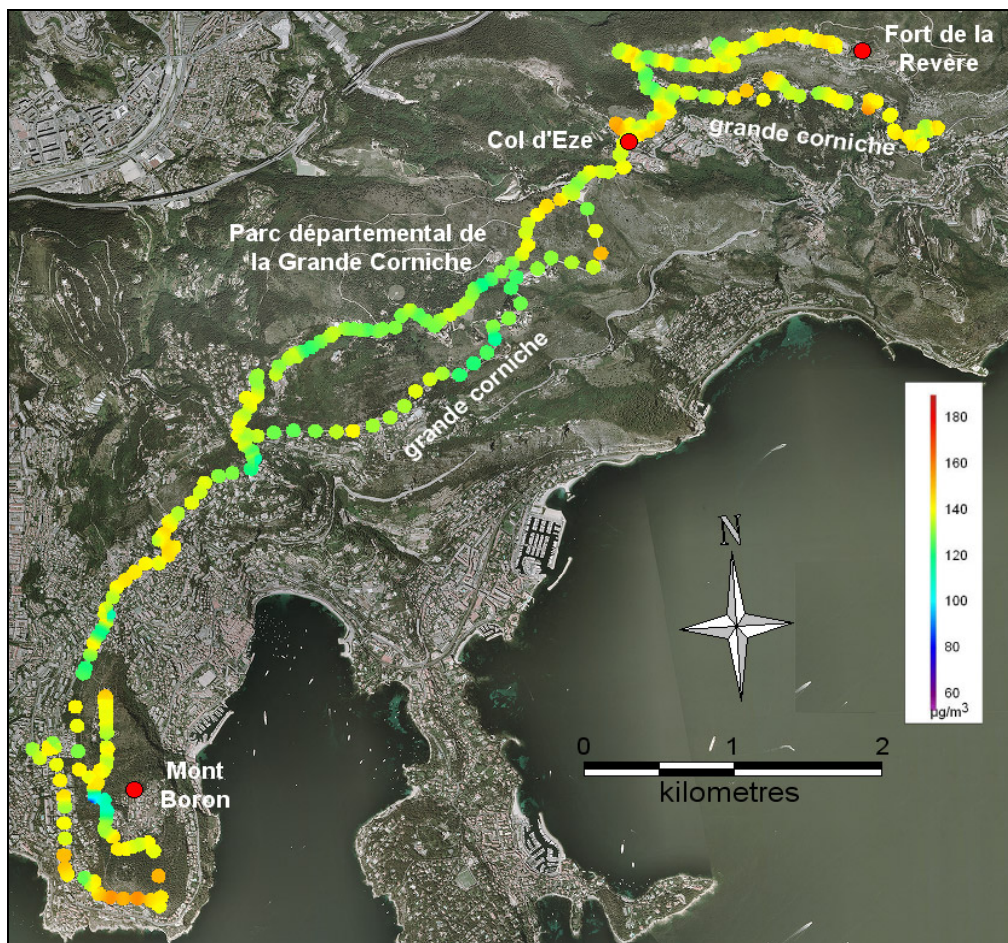 Fort de la
Revère
Col d'Eze
grande corniche
Parc départemental de
la Grande Corniche
grande corniche
180
160
140
120
100
80
60
µg/m³
N
0 1 2
kilometres
Mont
Boron